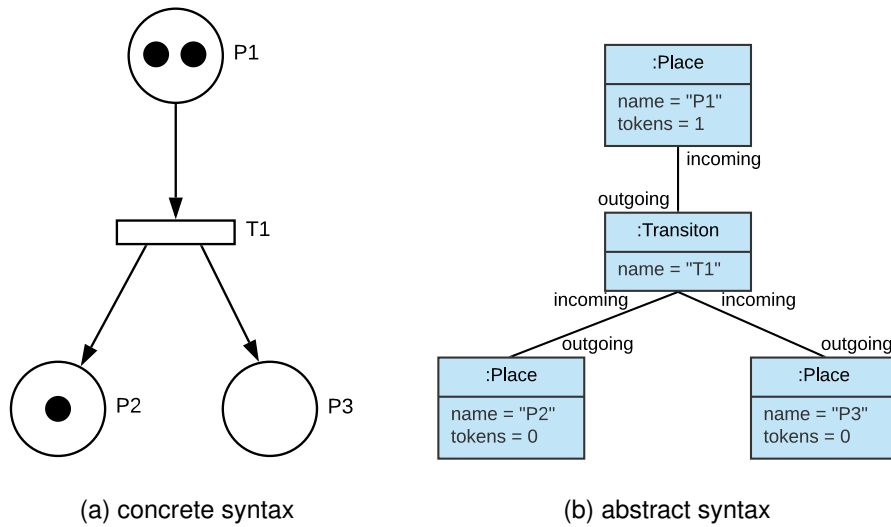 P1
T1
P2
P3
(a) concrete syntax
:Place
name = "P1"
tokens = 1
incoming
outgoing
:Transiton
name = "T1"
incoming
incoming
outgoing
outgoing
:Place
name = "P2"
tokens = 0
:Place
name = "P3"
tokens = 0
(b) abstract syntax